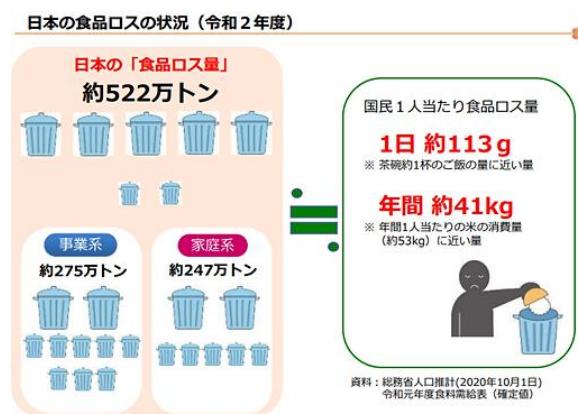 日本の食品ロスの状況（令和２年度）
日本の「食品ロス量」
約522万トン
事業系
約275万トン
家庭系
約247万トン
国民１人当たり食品ロス量
1日 約113ｇ
※ 茶碗約1杯のご飯の量に近い量
年間 約41kg
※ 年間1人当たりの米の消費量
（約53kg）に近い量
資料：総務省人口推計(2020年10月1日)
令和元年度食料需給表（確定値）